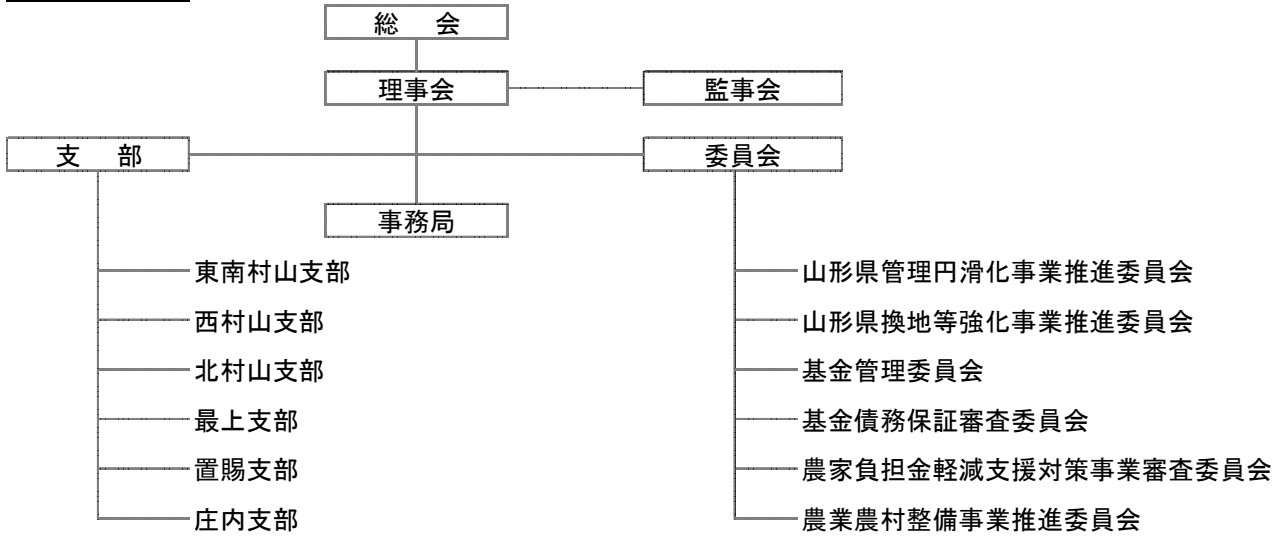 総　会
理事会
監事会
支　部
委員会
事務局
東南村山支部
西村山支部
北村山支部
最上支部
置賜支部
庄内支部
山形県管理円滑化事業推進委員会
山形県換地等強化事業推進委員会
基金管理委員会
基金債務保証審査委員会
農家負担金軽減支援対策事業審査委員会
農業農村整備事業推進委員会